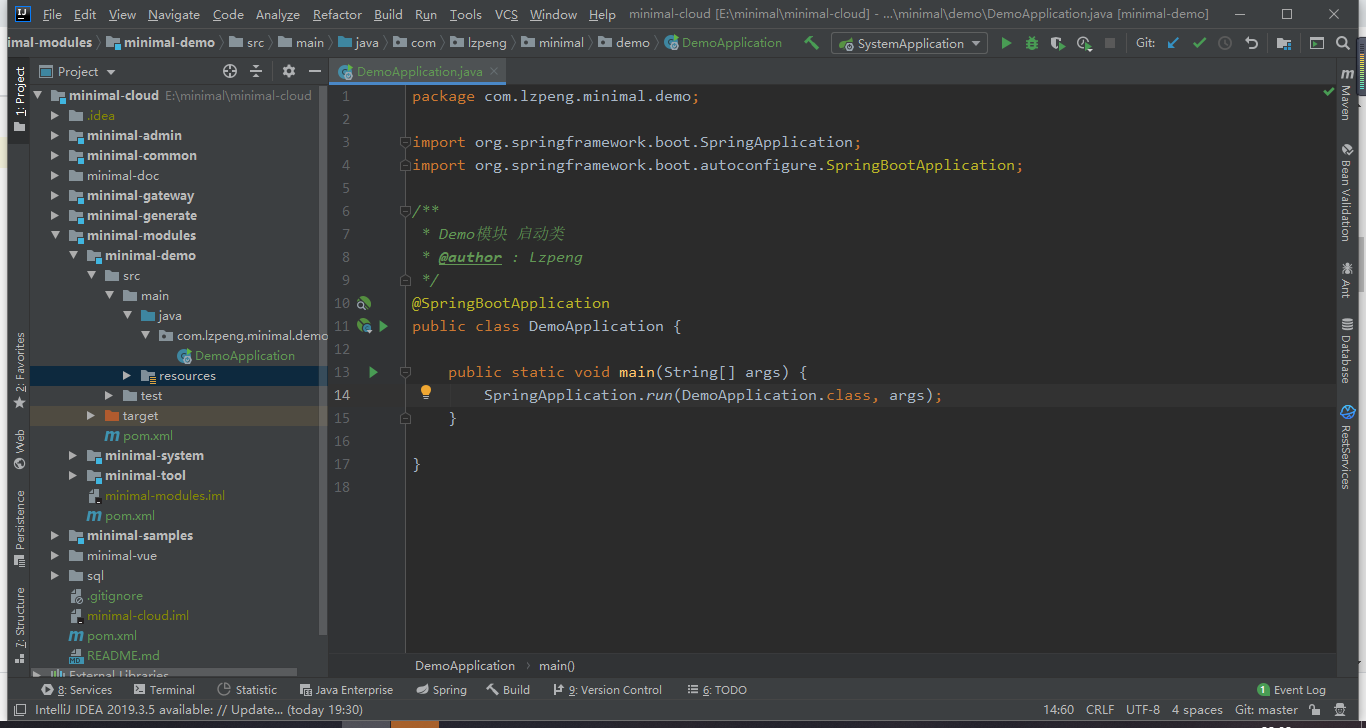 File Edit View Navigate Code Analyze Refactor Build Run Tools VCS Window Help minimal-cloud [E:\minimal\minimal-cloud] - ...\minimal\demo\DemoApplication.java [minimal-demo]
imal-modules minimal-demo src main java com lzpeng minimal demo DemoApplication SystemApplication Git:
Project DemoApplication.java
1: Project
2: Favorites
Web
Persistence
7: Structure
minimal-cloud E:\minimal\minimal-cloud
.idea
minimal-admin
minimal-common
minimal-doc
minimal-gateway
minimal-generate
minimal-modules
minimal-demo
src
main
java
com.lzpeng.minimal.demo
DemoApplication
resources
test
target
pom.xml
minimal-system
minimal-tool
minimal-modules.iml
pom.xml
minimal-samples
minimal-vue
sql
.gitignore
minimal-cloud.iml
pom.xml
README.md
External Libraries
1 package com.lzpeng.minimal.demo;
2
3 import org.springframework.boot.SpringApplication;
4 import org.springframework.boot.autoconfigure.SpringBootApplication;
5
6 /**
7 * Demo模块 启动类
8 * @author : Lzpeng
9 */
10 @SpringBootApplication
11 public class DemoApplication {
12
13 public static void main(String[] args) {
14 SpringApplication.run(DemoApplication.class, args);
15 }
16
17 }
18
Maven
Bean Validation
Ant
Database
RestServices
DemoApplication main()
8: Services Terminal Statistic Java Enterprise Spring Build 9: Version Control 6: TODO 1 Event Log
IntelliJ IDEA 2019.3.5 available: // Update... (today 19:30) 14:60 CRLF UTF-8 4 spaces Git: master